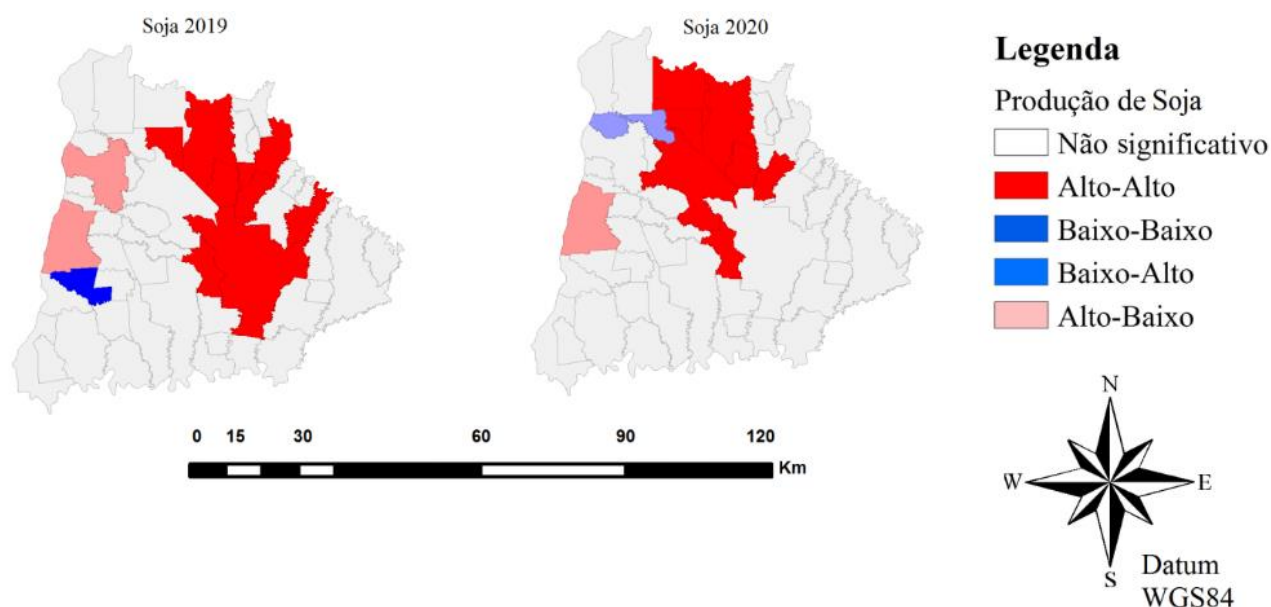 Soja 2019
Soja 2020
Legenda
Produção de Soja
Não significativo
Alto-Alto
Baixo-Baixo
Baixo-Alto
Alto-Baixo
0 15 30 60 90 120
Km
N
W E
S
Datum
WGS84